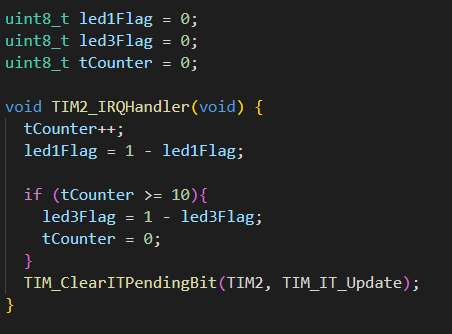 uint8_t led1Flag = 0;
uint8_t led3Flag = 0;
uint8_t tCounter = 0;
void TIM2_IRQHandler(void) {
tCounter++;
led1Flag = 1 - led1Flag;
if (tCounter >= 10){
led3Flag = 1 - led3Flag;
tCounter = 0;
}
TIM_ClearITPendingBit(TIM2, TIM_IT_Update);
}